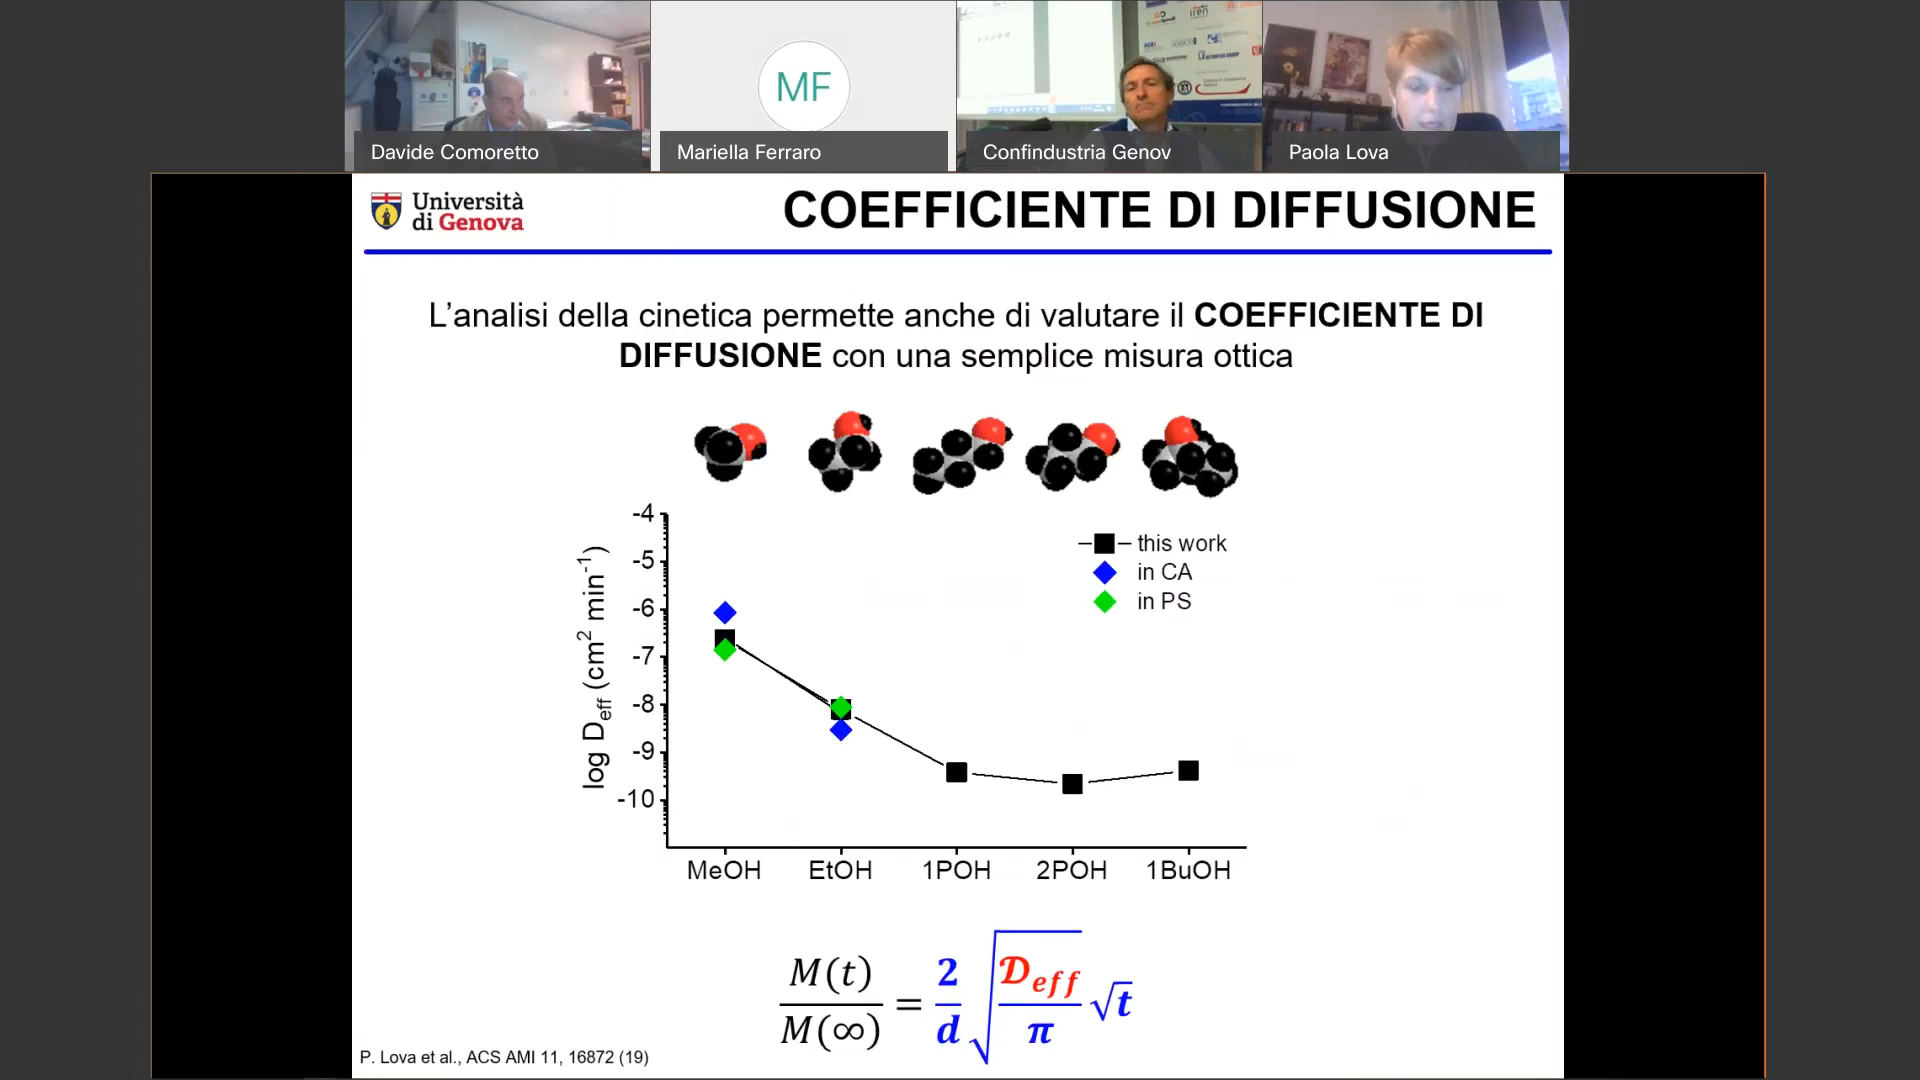 MF
iren
Davide Comoretto
Mariella Ferraro
Confindustria Genov
Paola Lova
Università
di Genova
COEFFICIENTE DI DIFFUSIONE
L’analisi della cinetica permette anche di valutare il COEFFICIENTE DI
DIFFUSIONE con una semplice misura ottica
-4
-5
-6
-7
-8
-9
-10
log D_eff (cm² min⁻¹)
this work
in CA
in PS
MeOH EtOH 1POH 2POH 1BuOH
M(t)/M(∞) = 2/d √(D_eff/π) √t
P. Lova et al., ACS AMI 11, 16872 (19)